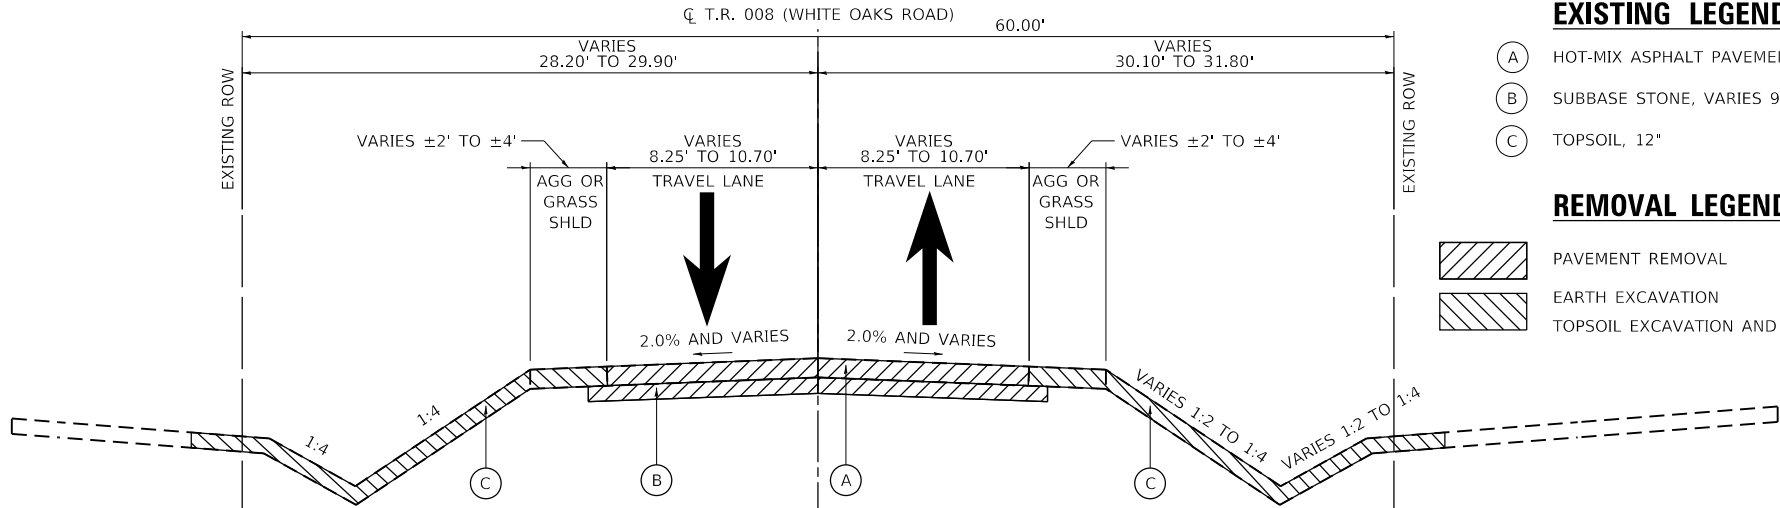 ℄ T.R. 008 (WHITE OAKS ROAD)
60.00'
VARIES
28.20' TO 29.90'
VARIES
30.10' TO 31.80'
EXISTING ROW
EXISTING ROW
VARIES ±2' TO ±4'
VARIES
8.25' TO 10.70'
TRAVEL LANE
VARIES
8.25' TO 10.70'
TRAVEL LANE
VARIES ±2' TO ±4'
AGG OR
GRASS
SHLD
AGG OR
GRASS
SHLD
2.0% AND VARIES
2.0% AND VARIES
1:4
1:4
VARIES 1:2 TO 1:4
VARIES 1:2 TO 1:4
C
B
A
C
EXISTING LEGEND
A HOT-MIX ASPHALT PAVEME
B SUBBASE STONE, VARIES 9
C TOPSOIL, 12"
REMOVAL LEGEND
PAVEMENT REMOVAL
EARTH EXCAVATION
TOPSOIL EXCAVATION AND